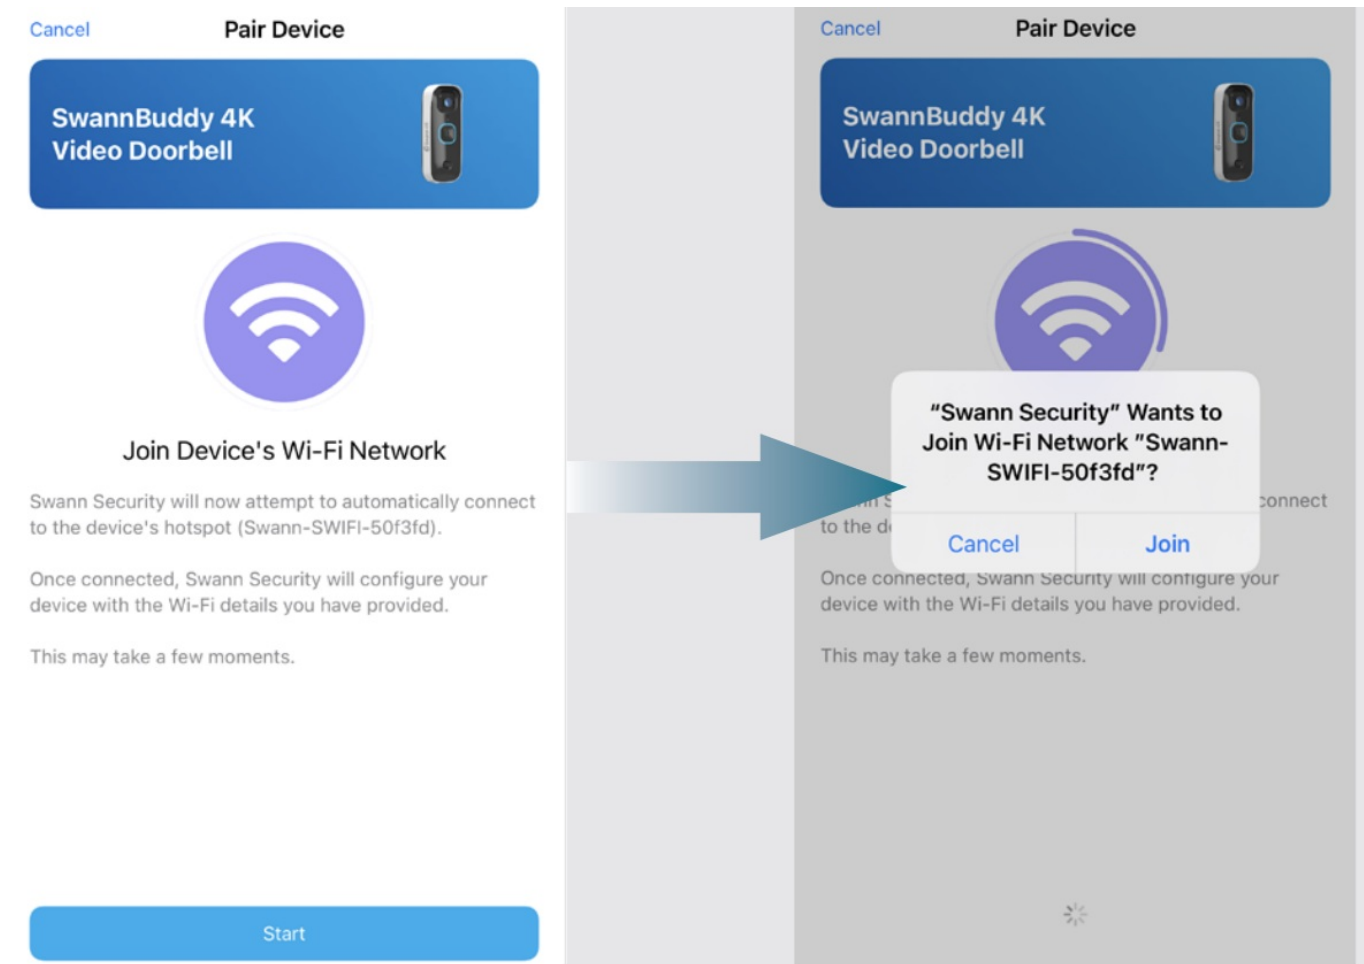 Cancel
Pair Device
SwannBuddy 4K
Video Doorbell
Join Device's Wi-Fi Network
Swann Security will now attempt to automatically connect
to the device's hotspot (Swann-SWIFI-50f3fd).
Once connected, Swann Security will configure your
device with the Wi-Fi details you have provided.
This may take a few moments.
Start
Cancel
Pair Device
SwannBuddy 4K
Video Doorbell
"Swann Security" Wants to
Join Wi-Fi Network "Swann-
SWIFI-50f3fd"?
connect
to the
Cancel
Join
Once connected, Swann Security will configure your
device with the Wi-Fi details you have provided.
This may take a few moments.